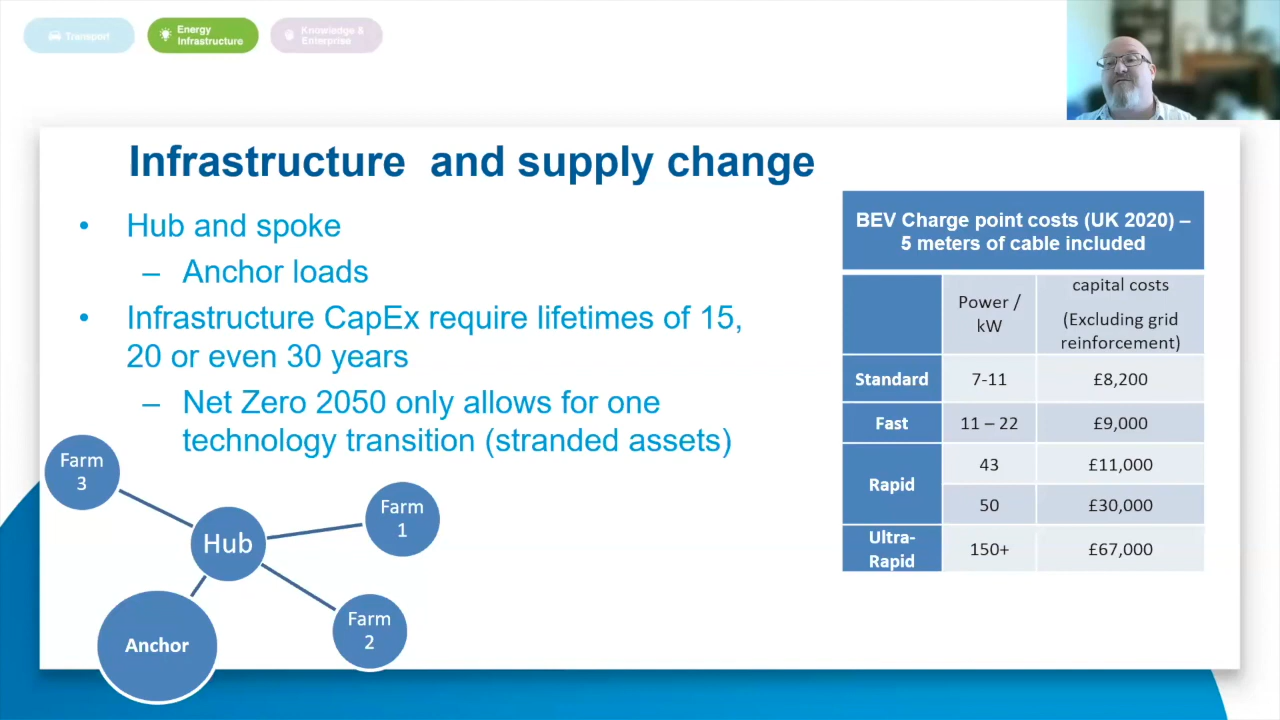 Transport
Energy
Infrastructure
Knowledge &
Enterprise
Infrastructure  and supply change
• Hub and spoke
– Anchor loads
• Infrastructure CapEx require lifetimes of 15,
20 or even 30 years
– Net Zero 2050 only allows for one
technology transition (stranded assets)
Farm
3
Farm
1
Hub
Farm
2
Anchor
BEV Charge point costs (UK 2020) –
5 meters of cable included
Power /
kW
capital costs
(Excluding grid
reinforcement)
Standard 7-11 £8,200
Fast 11 – 22 £9,000
Rapid
43 £11,000
50 £30,000
Ultra-
Rapid
150+ £67,000